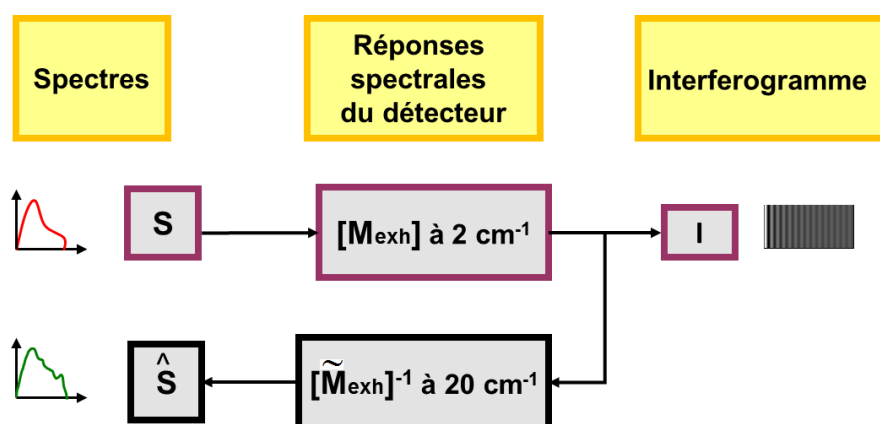 Spectres
Réponses
spectrales
du détecteur
Interferogramme
S
[Mexh] à 2 cm-1
I
Ŝ
[M̃exh]-1 à 20 cm-1